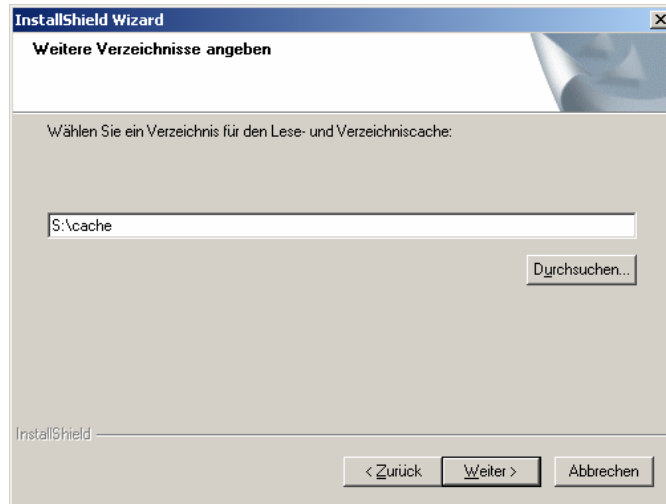 InstallShield Wizard
Weitere Verzeichnisse angeben
Wählen Sie ein Verzeichnis für den Lese- und Verzeichniscache:
S:\cache
Durchsuchen...
InstallShield
< Zurück Weiter > Abbrechen